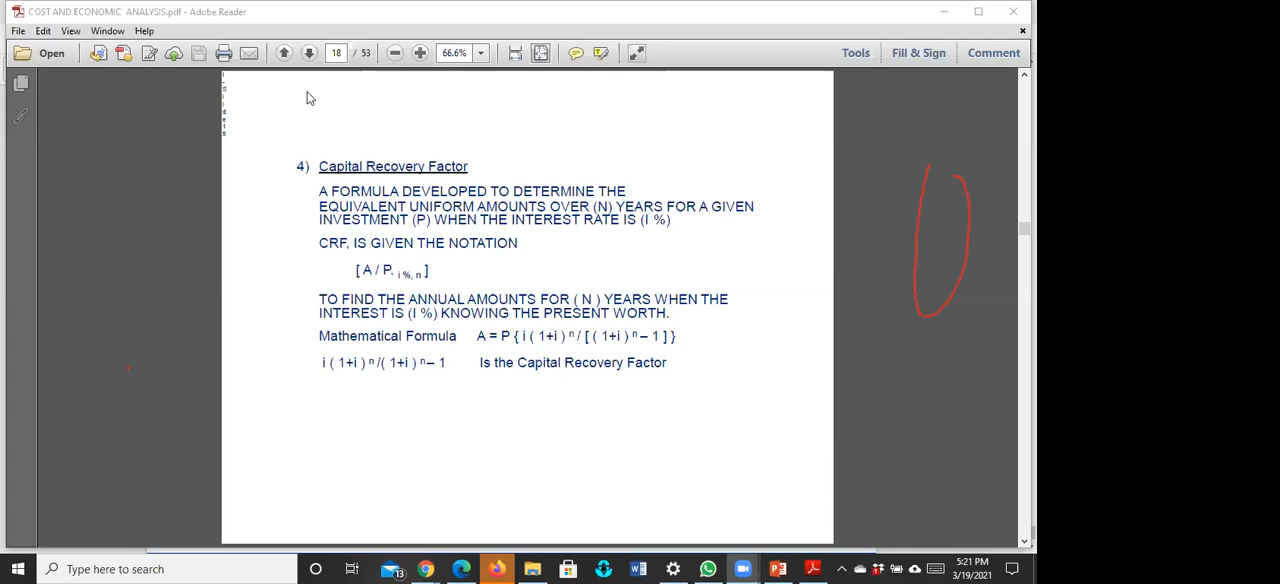 COST AND ECONOMIC ANALYSIS.pdf - Adobe Reader
File Edit View Window Help
Open 18 / 53 66.6% Tools Fill & Sign Comment
4) Capital Recovery Factor
A FORMULA DEVELOPED TO DETERMINE THE
EQUIVALENT UNIFORM AMOUNTS OVER (N) YEARS FOR A GIVEN
INVESTMENT (P) WHEN THE INTEREST RATE IS (I %)
CRF, IS GIVEN THE NOTATION
[ A / P, i %, n ]
TO FIND THE ANNUAL AMOUNTS FOR ( N ) YEARS WHEN THE
INTEREST IS (I %) KNOWING THE PRESENT WORTH.
Mathematical Formula A = P { i ( 1+i ) ⁿ / [ ( 1+i ) ⁿ – 1 ] }
i ( 1+i ) ⁿ /( 1+i ) ⁿ– 1 Is the Capital Recovery Factor
Type here to search 13 5:21 PM
3/19/2021